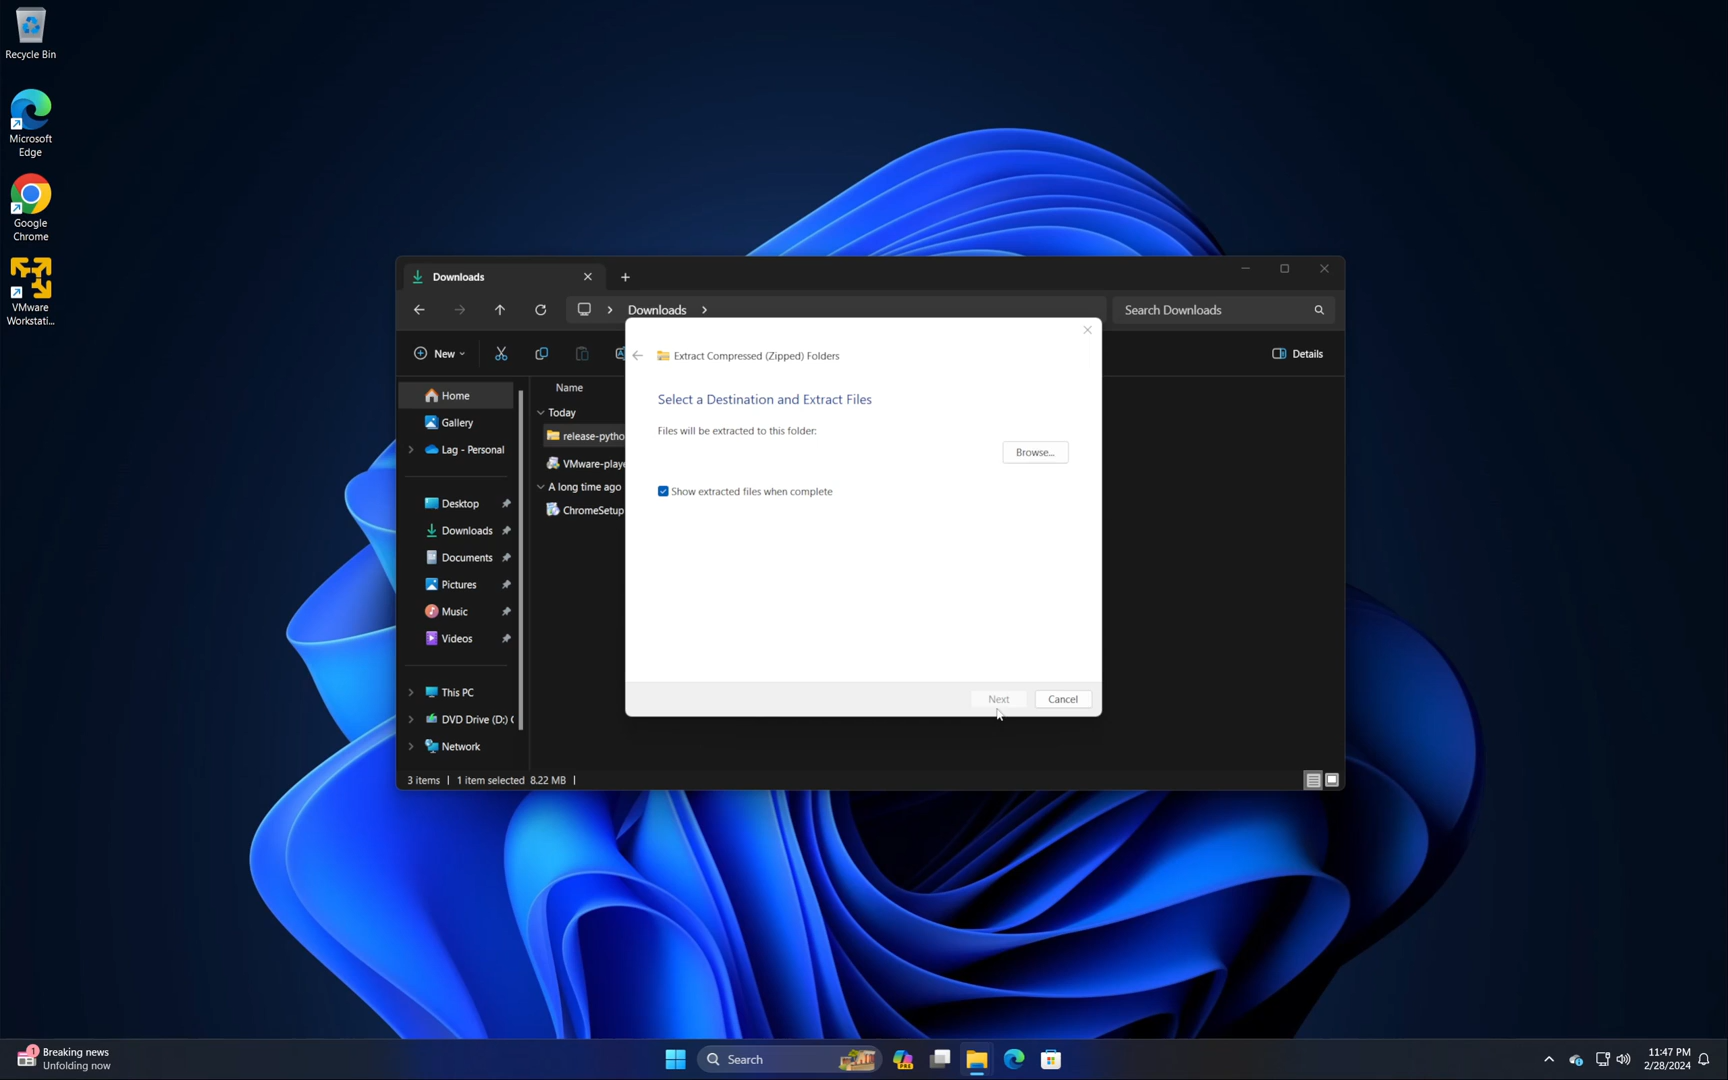 Recycle Bin
Microsoft
Edge
Google
Chrome
VMware
Workstati...
Downloads
Downloads
Search Downloads
New
Details
Extract Compressed (Zipped) Folders
Select a Destination and Extract Files
Files will be extracted to this folder:
Browse...
Show extracted files when complete
Next
Cancel
Home
Gallery
Lag - Personal
Desktop
Downloads
Documents
Pictures
Music
Videos
This PC
DVD Drive (D:)
Network
Name
Today
release-pytho
VMware-playe
A long time ago
ChromeSetup
3 items | 1 item selected 8.22 MB |
1
Breaking news
Unfolding now
Search
PRE
11:47 PM
2/28/2024